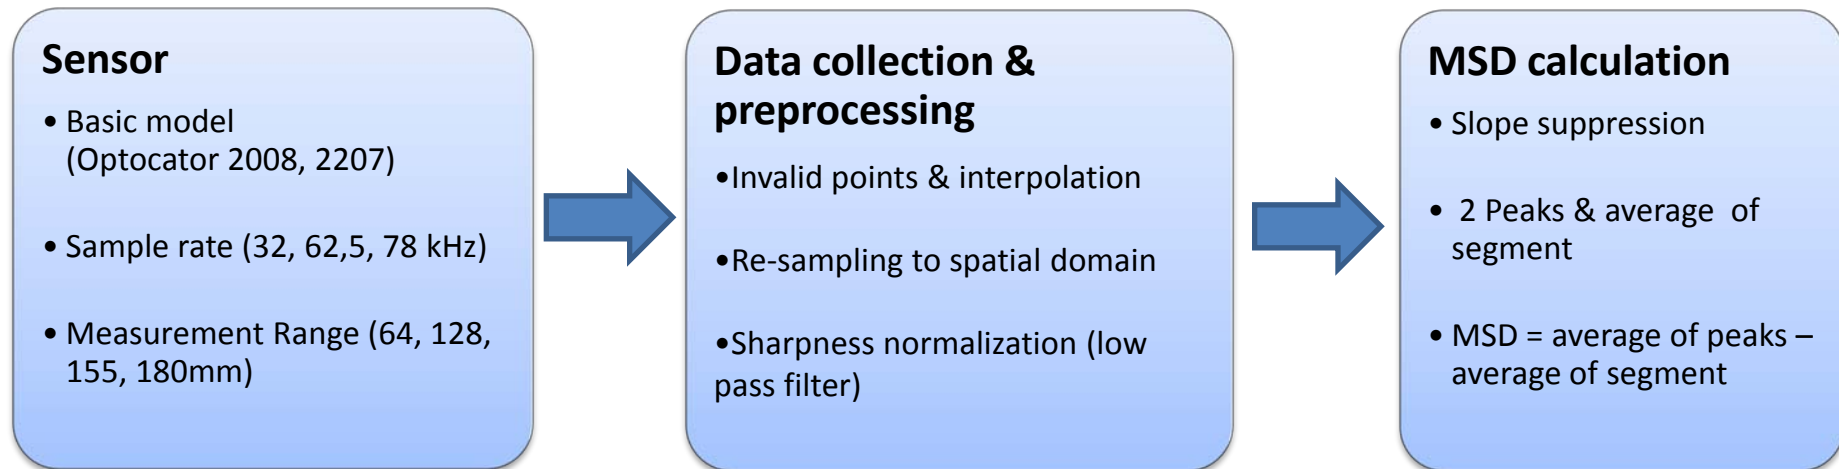 Sensor
• Basic model
(Optocator 2008, 2207)
• Sample rate (32, 62,5, 78 kHz)
• Measurement Range (64, 128,
155, 180mm)
Data collection &
preprocessing
•Invalid points & interpolation
•Re-sampling to spatial domain
•Sharpness normalization (low
pass filter)
MSD calculation
• Slope suppression
• 2 Peaks & average of
segment
• MSD = average of peaks –
average of segment